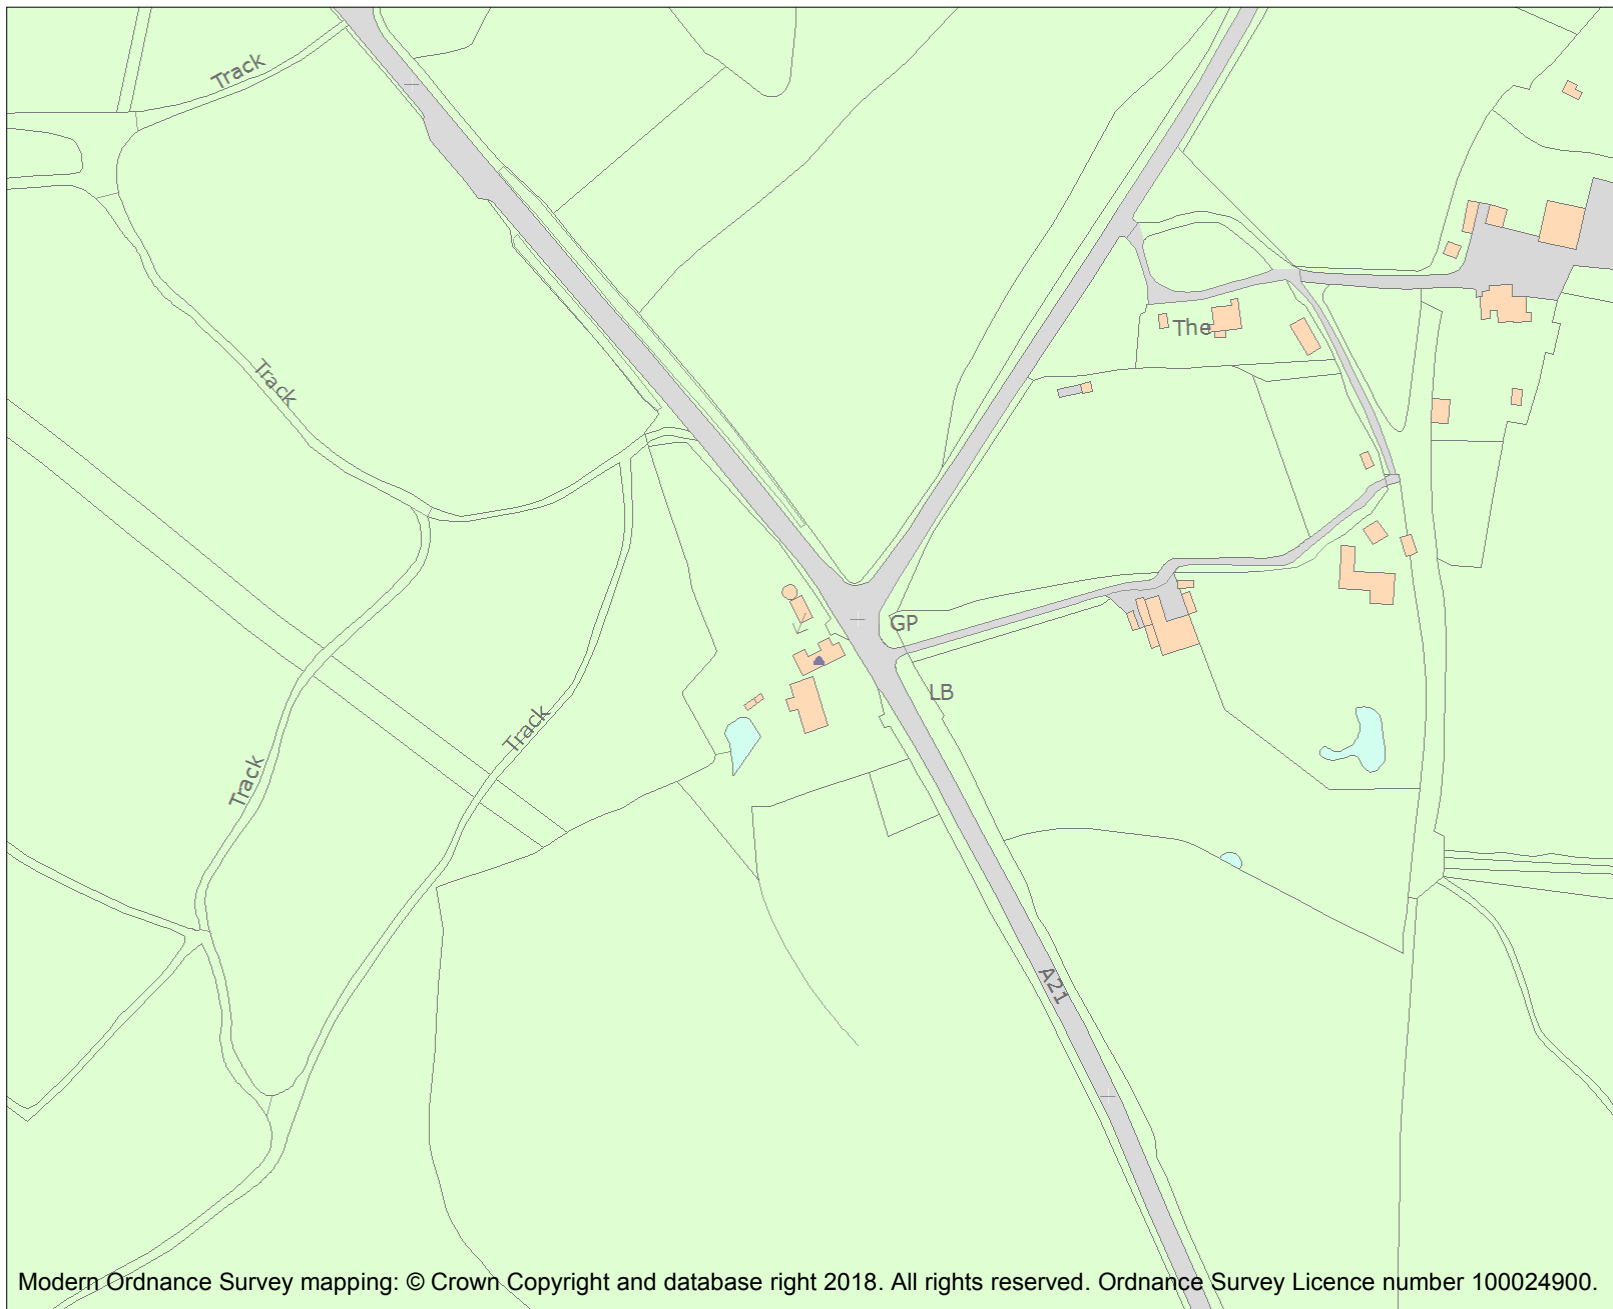 Track
The
Track
GP
LB
Track
Track
A21
Modern Ordnance Survey mapping: © Crown Copyright and database right 2018. All rights reserved. Ordnance Survey Licence number 100024900.